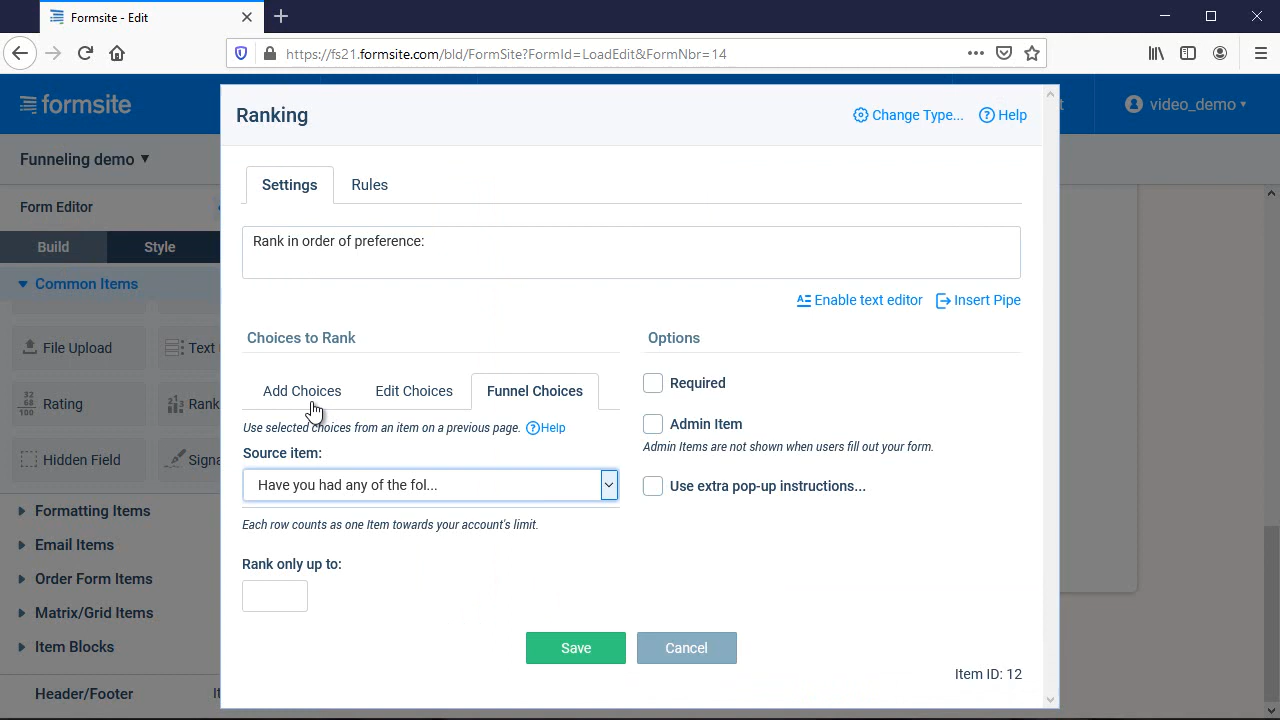 Formsite - Edit
https://fs21.formsite.com/bld/FormSite?FormId=LoadEdit&FormNbr=14
formsite
video_demo
Funneling demo
Form Editor
Build
Style
Common Items
File Upload
Text
32 68 100
Rating
Rank
Hidden Field
Signa
Formatting Items
Email Items
Order Form Items
Matrix/Grid Items
Item Blocks
Header/Footer
Ranking
Change Type...
Help
Settings
Rules
Rank in order of preference:
Enable text editor
Insert Pipe
Choices to Rank
Add Choices
Edit Choices
Funnel Choices
Use selected choices from an item on a previous page.
Help
Source item:
Have you had any of the fol...
Each row counts as one Item towards your account's limit.
Rank only up to:
Options
Required
Admin Item
Admin Items are not shown when users fill out your form.
Use extra pop-up instructions...
Save
Cancel
Item ID: 12